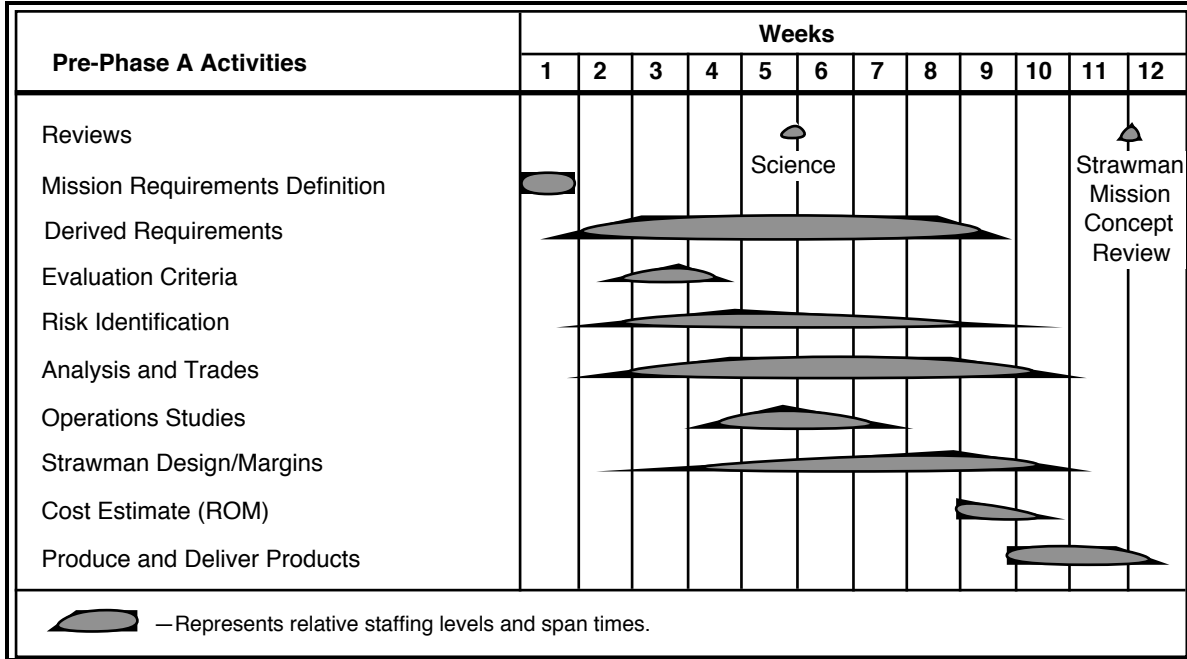 Weeks
Pre-Phase A Activities
1 2 3 4 5 6 7 8 9 10 11 12
Reviews
Science
Strawman
Mission
Concept
Review
Mission Requirements Definition
Derived Requirements
Evaluation Criteria
Risk Identification
Analysis and Trades
Operations Studies
Strawman Design/Margins
Cost Estimate (ROM)
Produce and Deliver Products
—Represents relative staffing levels and span times.